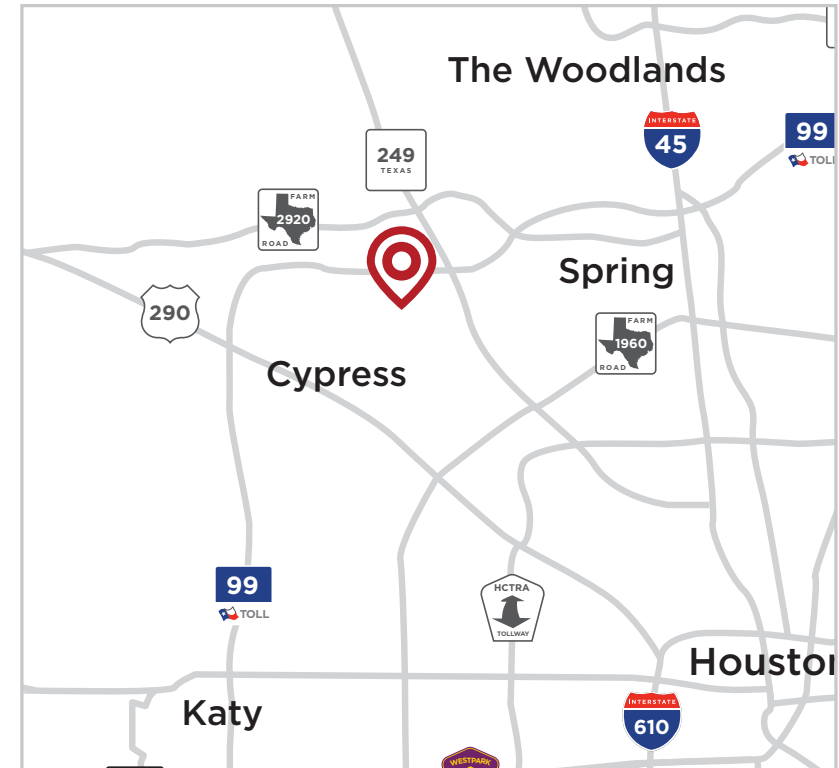 The Woodlands
INTERSTATE
45
99
TOLL
249
TEXAS
FARM
2920
ROAD
Spring
290
FARM
1960
ROAD
Cypress
99
TOLL
HCTRA
TOLLWAY
Houston
Katy
INTERSTATE
610
WESTPARK